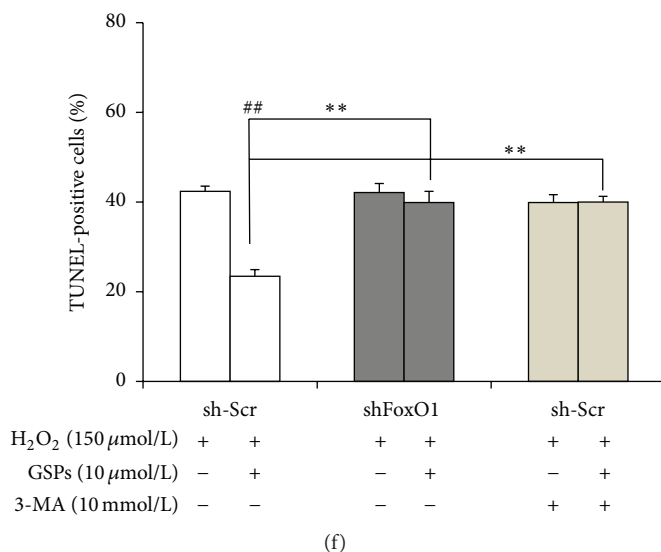 80
60
40
20
0
TUNEL-positive cells (%)
##
**
**
sh-Scr shFoxO1 sh-Scr
H₂O₂ (150 μmol/L) + + + + + +
GSPs (10 μmol/L) − + − + − +
3-MA (10 mmol/L) − − − − + +
(f)